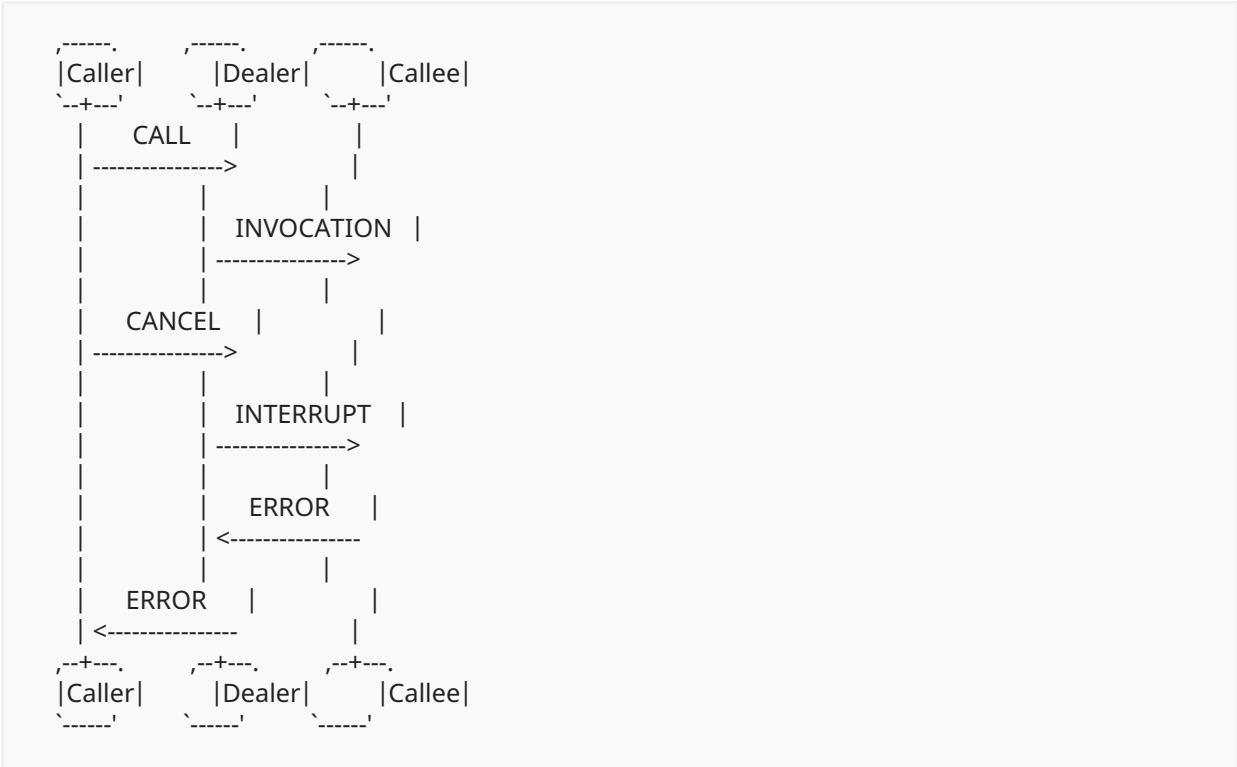 ,------.          ,------.          ,------.
|Caller|          |Dealer|          |Callee|
`--+---'          `--+---'          `--+---'
   |       CALL      |                 |
   | ---------------->                 |
   |                 |                 |
   |                 |    INVOCATION   |
   |                 | ---------------->
   |                 |                 |
   |      CANCEL     |                 |
   | ---------------->                 |
   |                 |                 |
   |                 |    INTERRUPT    |
   |                 | ---------------->
   |                 |                 |
   |                 |      ERROR      |
   |                 | <----------------
   |                 |                 |
   |      ERROR      |                 |
   | <----------------                 |
,--+---.          ,--+---.          ,--+---.
|Caller|          |Dealer|          |Callee|
`------'          `------'          `------'